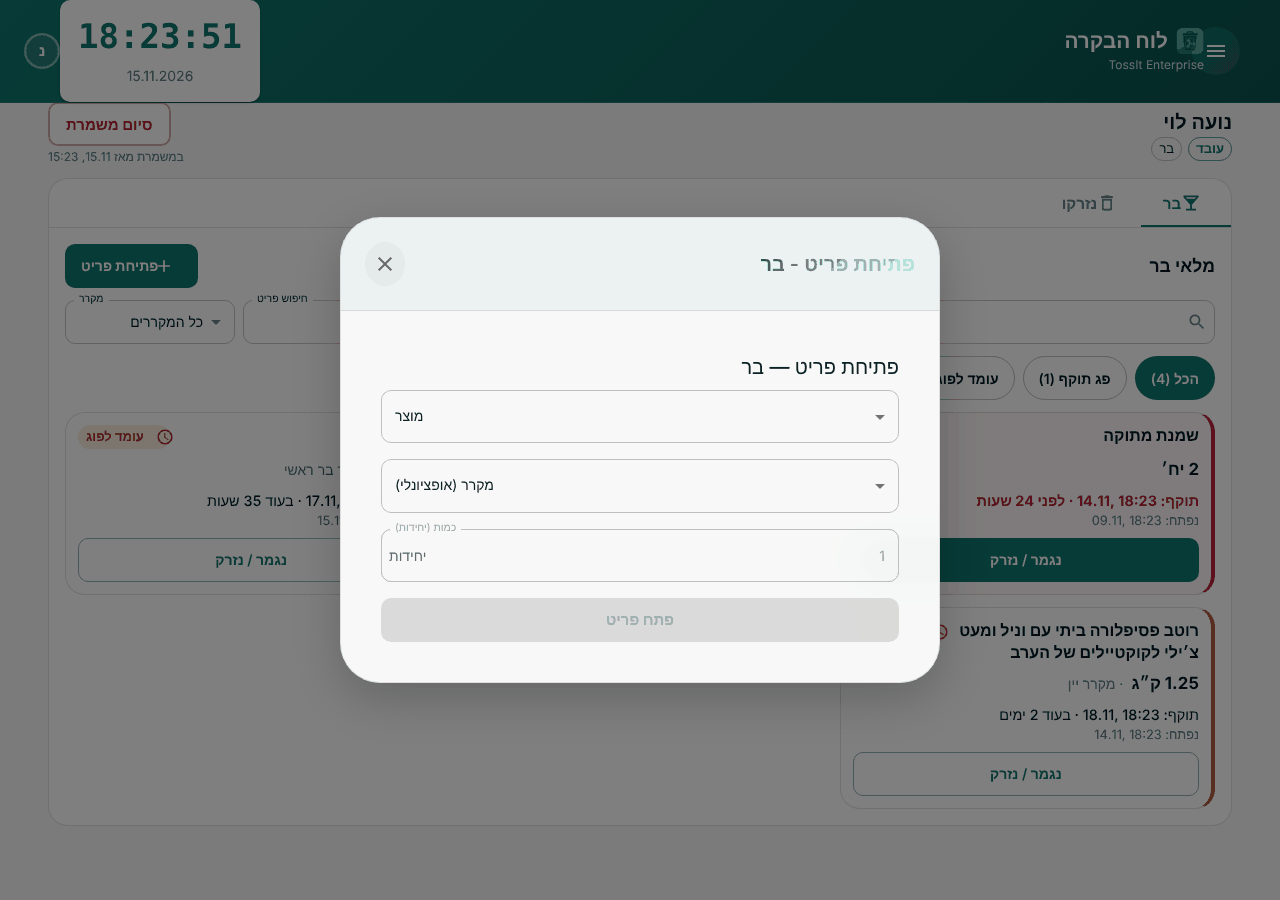 לוח הבקרה
TossIt Enterprise
18:23:51
15.11.2026
נ
נועה לוי
עובד
בר
סיום משמרת
במשמרת מאז 15.11, 15:23
בר
נזרקו
מלאי בר
פתיחת פריט
חיפוש פריט
מקרר
כל המקררים
הכל (4)
פג תוקף (1)
עומד לפוג
שמנת מתוקה
2 יח׳
תוקף: 14.11, 18:23 · לפני 24 שעות
נפתח: 09.11, 18:23
נגמר / נזרק
רוטב פסיפלורה ביתי עם וניל ומעט
צ׳ילי לקוקטיילים של הערב
1.25 ק״ג · מקרר יין
תוקף: 18.11, 18:23 · בעוד 2 ימים
נפתח: 14.11, 18:23
נגמר / נזרק
עומד לפוג
בר ראשי
17.11, · בעוד 35 שעות
נגמר / נזרק
פתיחת פריט - בר
פתיחת פריט — בר
מוצר
מקרר (אופציונלי)
כמות (יחידות)
1
יחידות
פתח פריט